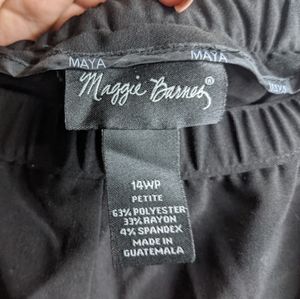 MAYA
MAYA
MAYA
Maggie Barnes®
14WP
PETITE
63% POLYESTER
33% RAYON
4% SPANDEX
MADE IN
GUATEMALA